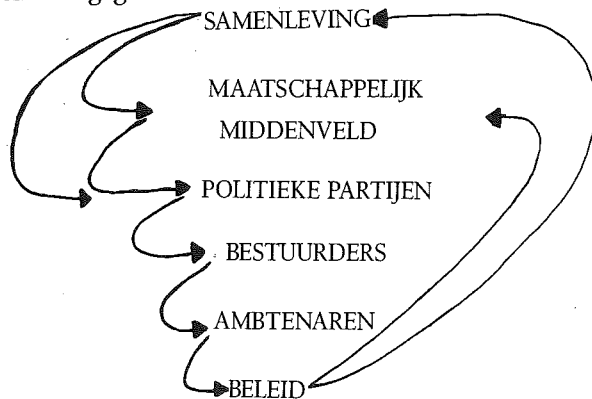 SAMENLEVING
MAATSCHAPPELIJK
MIDDENVELD
POLITIEKE PARTIJEN
BESTUURDERS
AMBTENAREN
BELEID